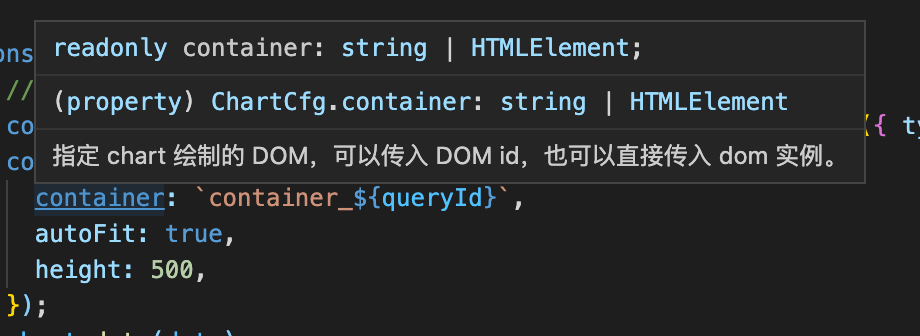 readonly container: string | HTMLElement;
ons
//
(property) ChartCfg.container: string | HTMLElement
co
({ ty
co
指定 chart 绘制的 DOM，可以传入 DOM id，也可以直接传入 dom 实例。
container: `container_${queryId}`,
autoFit: true,
height: 500,
});